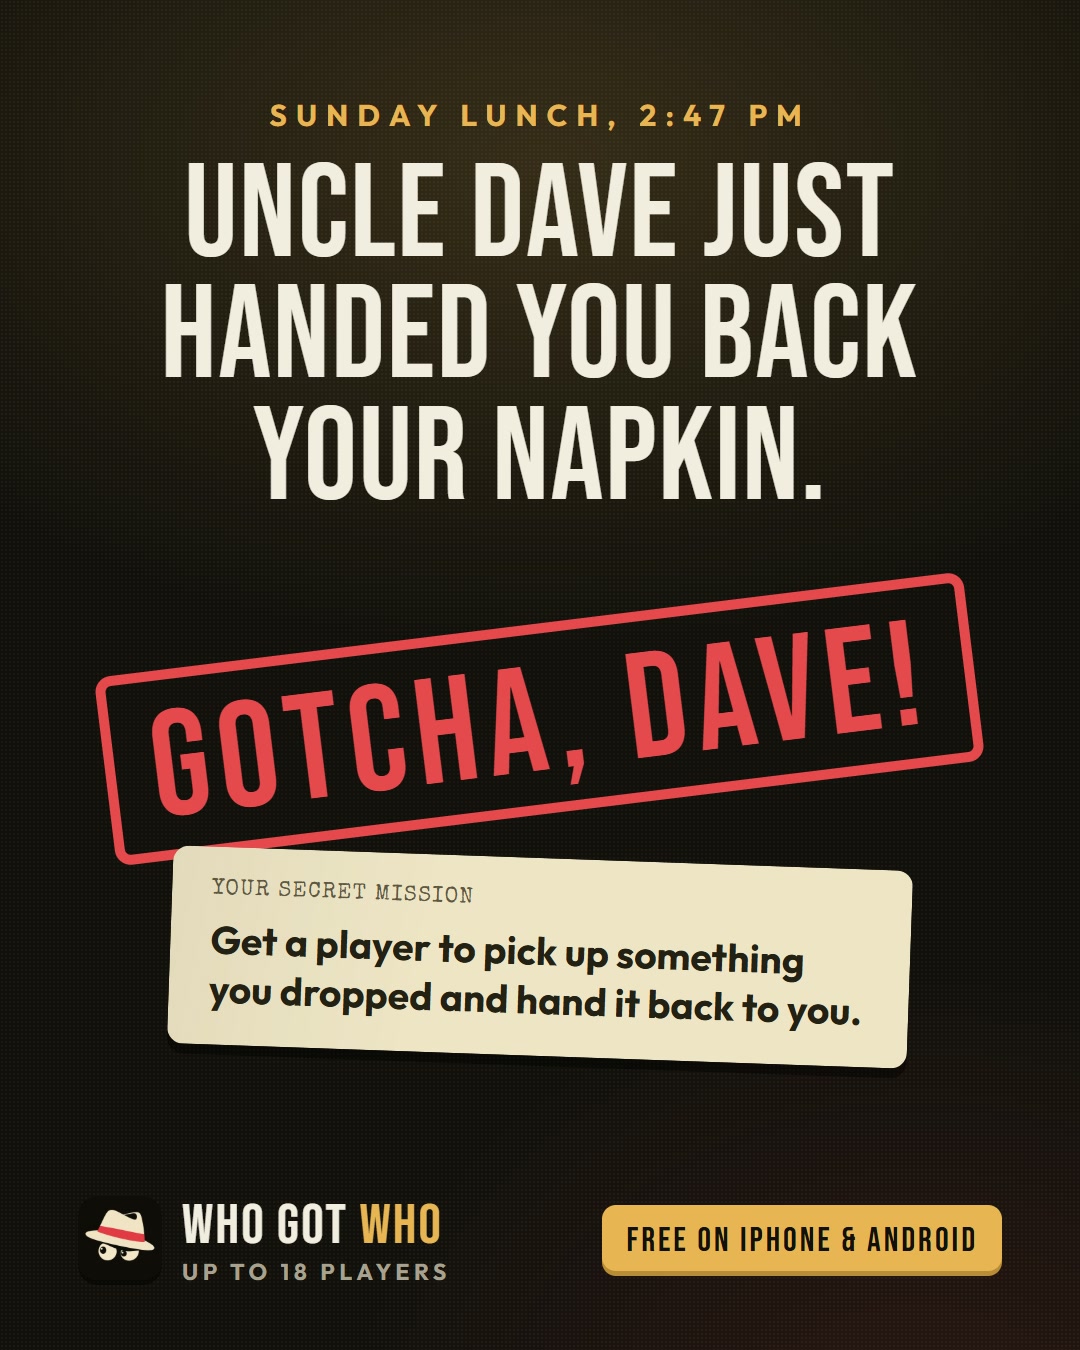 SUNDAY LUNCH, 2:47 PM
UNCLE DAVE JUST
HANDED YOU BACK
YOUR NAPKIN.
GOTCHA, DAVE!
YOUR SECRET MISSION
Get a player to pick up something
you dropped and hand it back to you.
WHO GOT WHO
UP TO 18 PLAYERS
FREE ON IPHONE & ANDROID